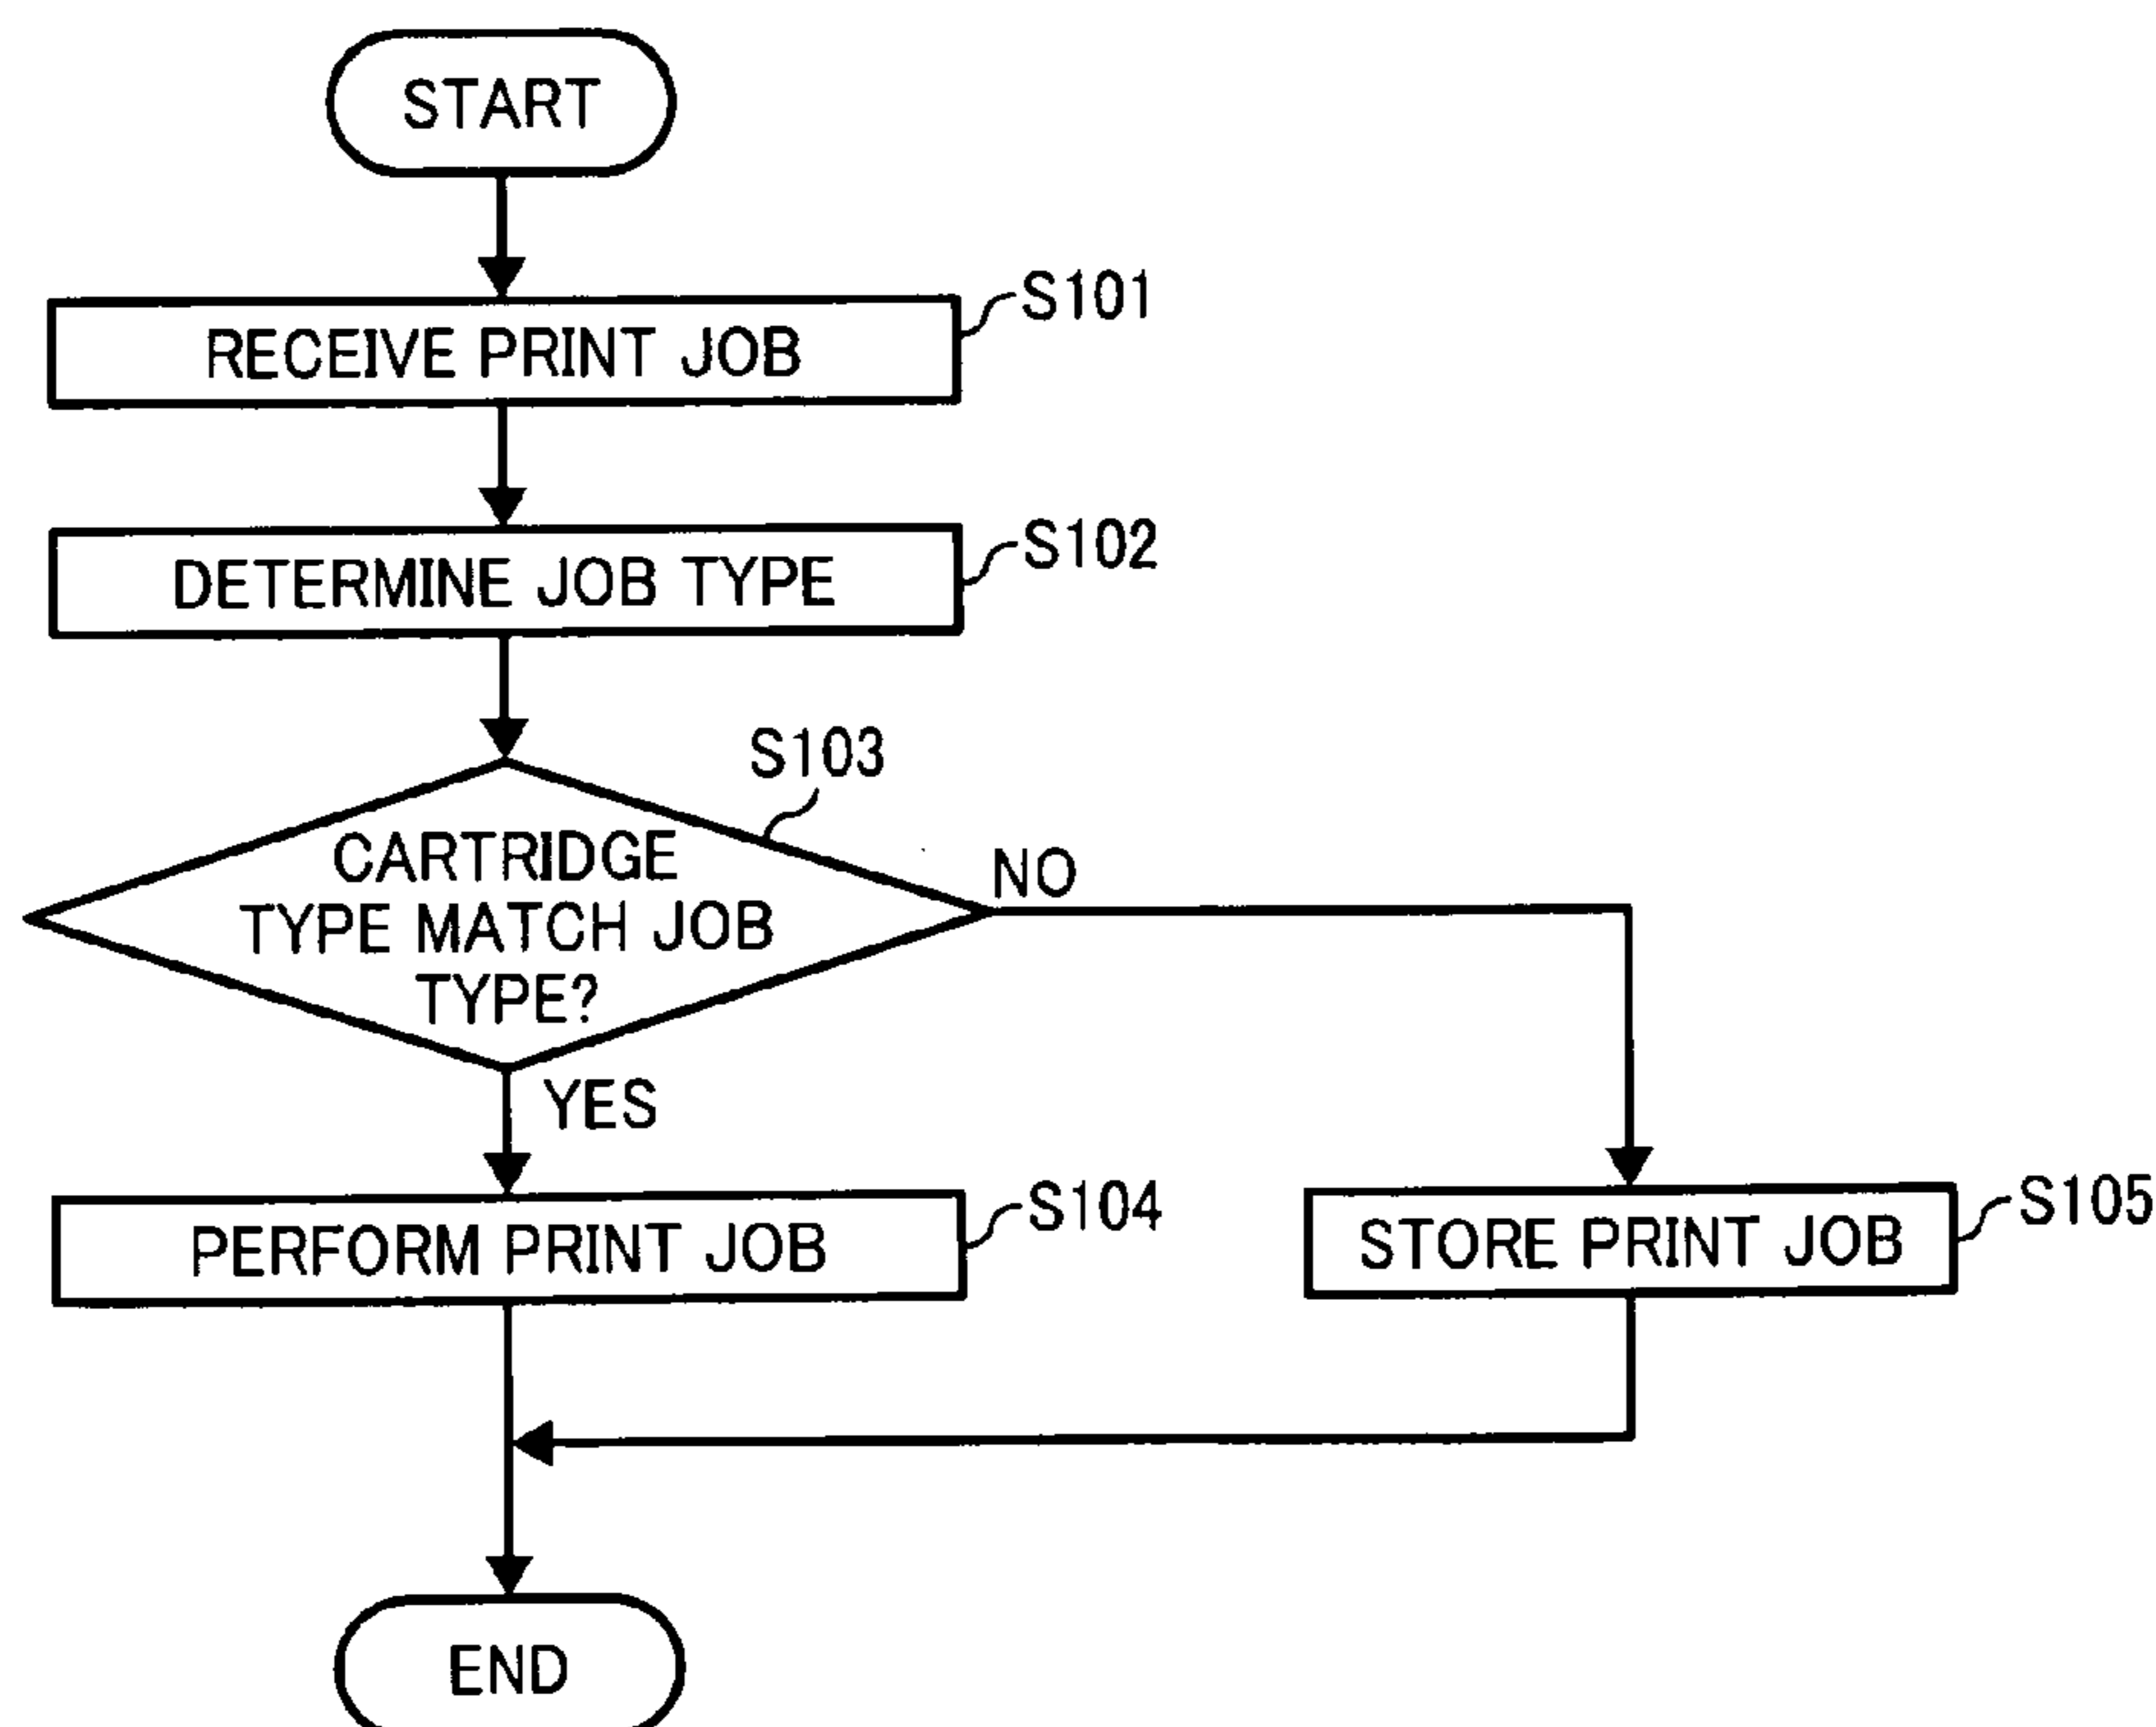 START
RECEIVE PRINT JOB
S101
DETERMINE JOB TYPE
S102
S103
CARTRIDGE
TYPE MATCH JOB
TYPE?
NO
YES
PERFORM PRINT JOB
S104
STORE PRINT JOB
S105
END